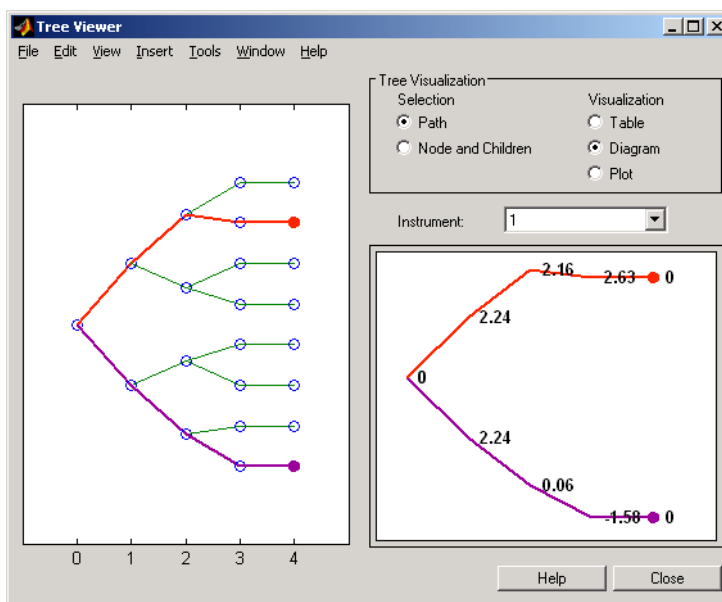 Tree Viewer
File Edit View Insert Tools Window Help
Tree Visualization
Selection Visualization
Path Table
Node and Children Diagram
Plot
Instrument: 1
2.16 2.63 0
2.24
0
2.24
0.06
-1.58 0
0 1 2 3 4
Help Close